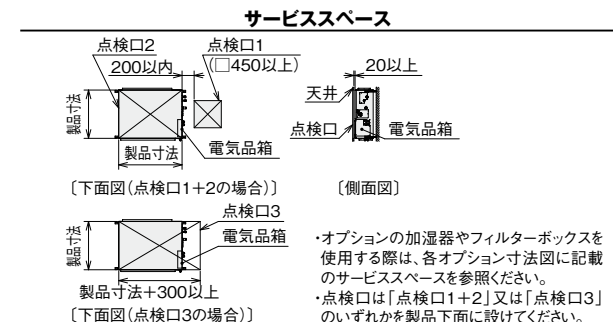 サービススペース
点検口2
点検口1
200以内
(□450以上)
製品寸法
製品寸法
電気品箱
〔下面図(点検口1+2の場合)〕
20以上
天井
点検口
電気品箱
〔側面図〕
点検口3
電気品箱
製品寸法
製品寸法+300以上
〔下面図(点検口3の場合)〕
・オプションの加湿器やフィルターボックスを
使用する際は、各オプション寸法図に記載
のサービススペースを参照ください。
・点検口は「点検口1+2」又は「点検口3」
のいずれかを製品下面に設けてください。